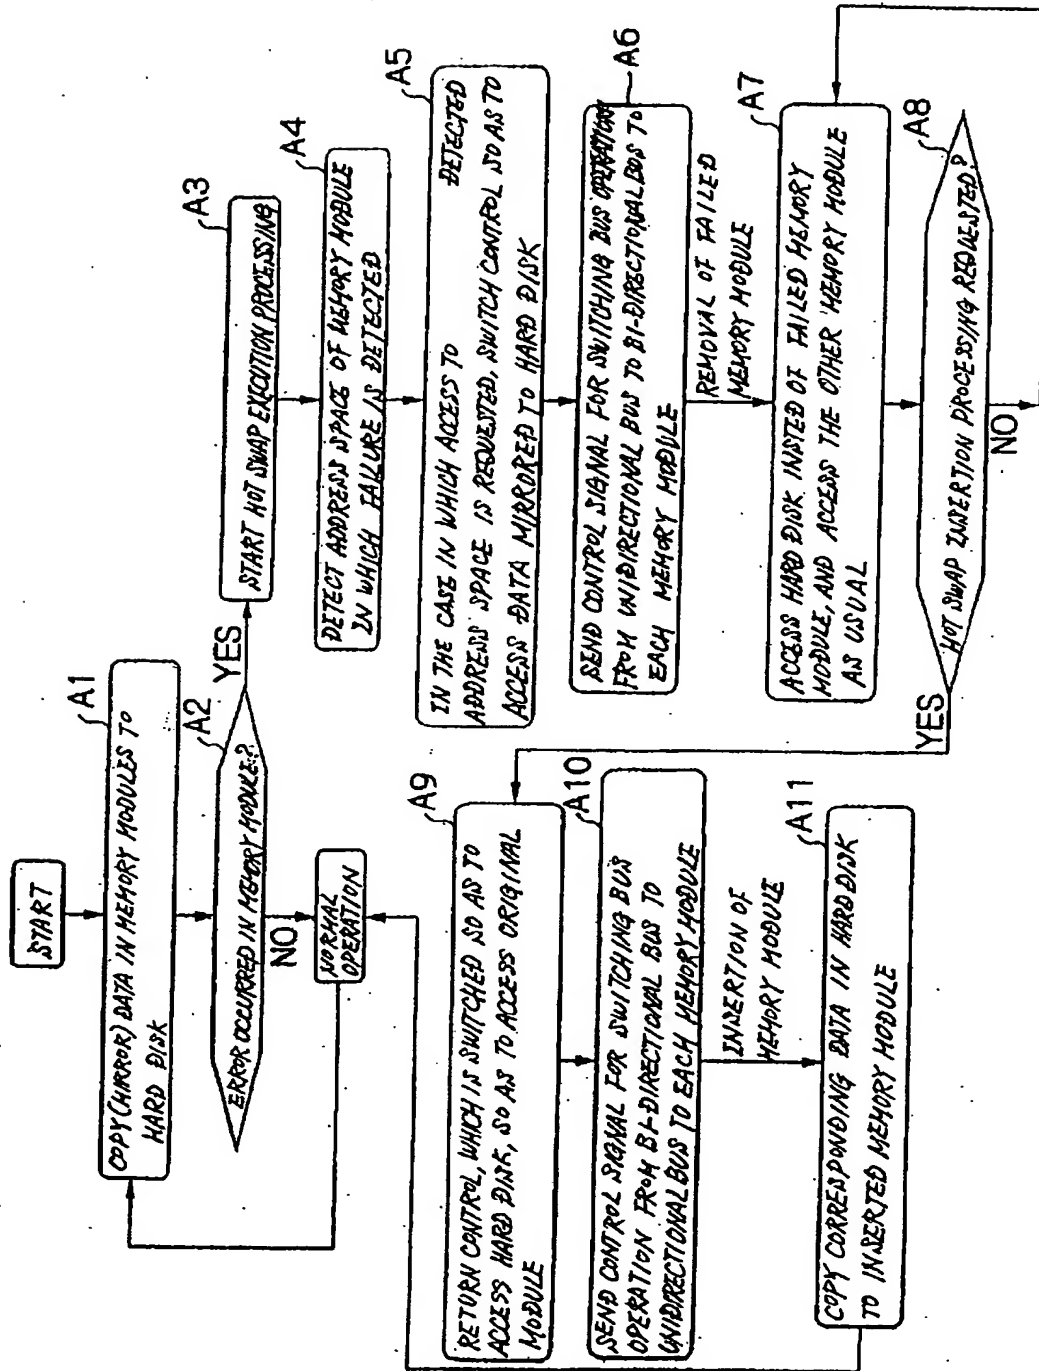 START
A1
COPY (MIRROR) DATA IN MEMORY MODULES TO
HARD DISK
A2
ERROR OCCURRED IN MEMORY MODULE?
YES
NO
NORMAL
OPERATION
A3
START HOT SWAP EXECUTION PROCESSING
A4
DETECT ADDRESS SPACE OF MEMORY MODULE
IN WHICH FAILURE IS DETECTED
A5
IN THE CASE IN WHICH ACCESS TO DETECTED
ADDRESS SPACE IS REQUESTED, SWITCH CONTROL SO AS TO
ACCESS DATA MIRRORED TO HARD DISK
A6
SEND CONTROL SIGNAL FOR SWITCHING BUS OPERATION
FROM UNIDIRECTIONAL BUS TO BI-DIRECTIONAL BUS TO
EACH MEMORY MODULE
REMOVAL OF FAILED
MEMORY MODULE
A7
ACCESS HARD DISK INSTED OF FAILED MEMORY
MODULE, AND ACCESS THE OTHER MEMORY MODULE
AS USUAL
A8
HOT SWAP INSERTION PROCESSING REQUESTED?
NO
YES
A9
RETURN CONTROL, WHICH IS SWITCHED SO AS TO
ACCESS HARD DISK, SO AS TO ACCESS ORIGINAL
MODULE
A10
SEND CONTROL SIGNAL FOR SWITCHING BUS
OPERATION FROM BI-DIRECTIONAL BUS TO
UNIDIRECTIONAL BUS TO EACH MEMORY MODULE
INSERTION OF
MEMORY MODULE
A11
COPY CORRESPONDING DATA IN HARD DISK
TO INSERTED MEMORY MODULE